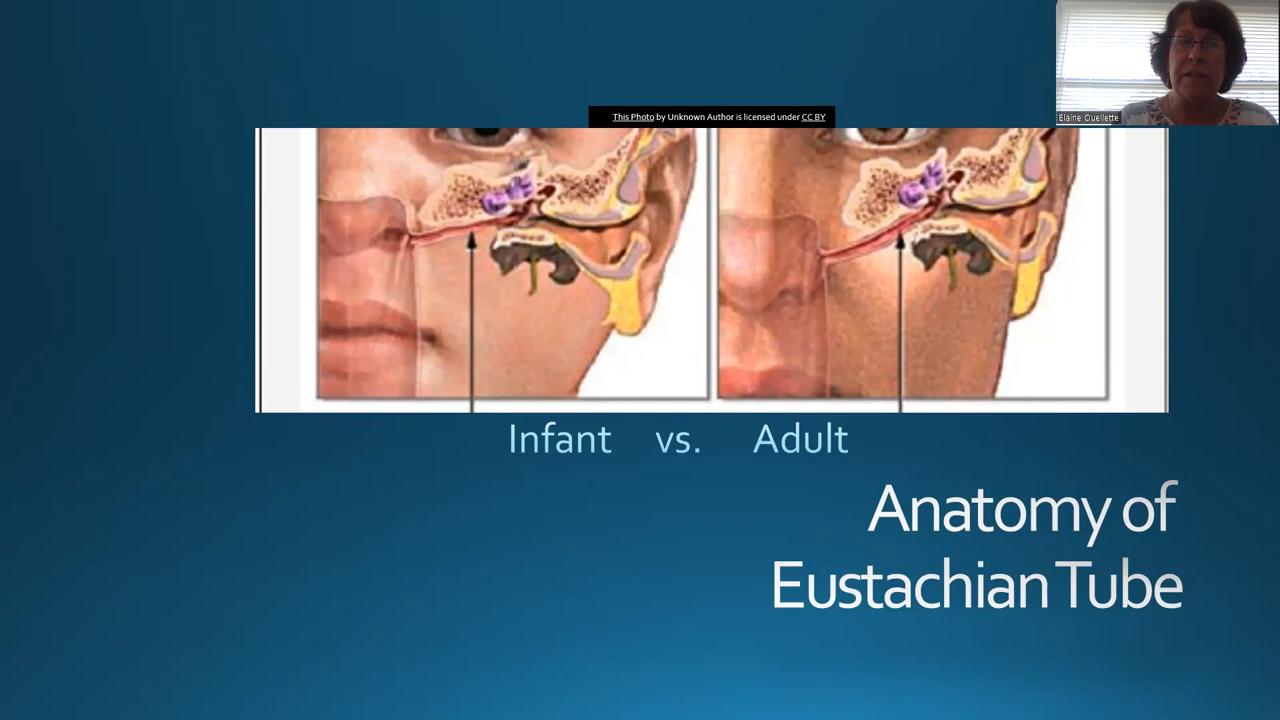 Elaine Ouellette
This Photo by Unknown Author is licensed under CC BY
Infant vs. Adult
Anatomy of
Eustachian Tube